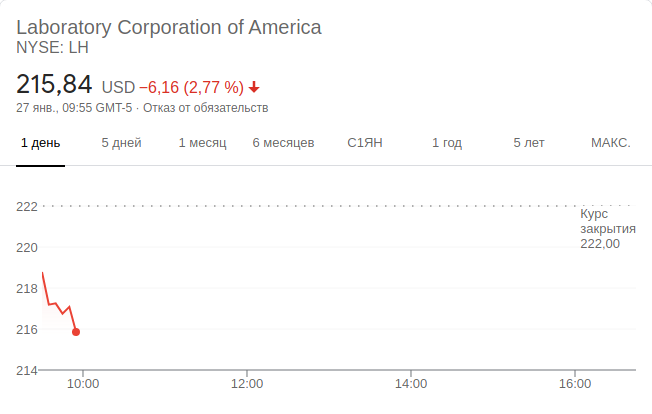 Laboratory Corporation of America
NYSE: LH
215,84 USD −6,16 (2,77 %)
27 янв., 09:55 GMT-5 · Отказ от обязательств
1 день 5 дней 1 месяц 6 месяцев С1ЯН 1 год 5 лет МАКС.
222
Курс
закрытия
222,00
220
218
216
214
10:00 12:00 14:00 16:00